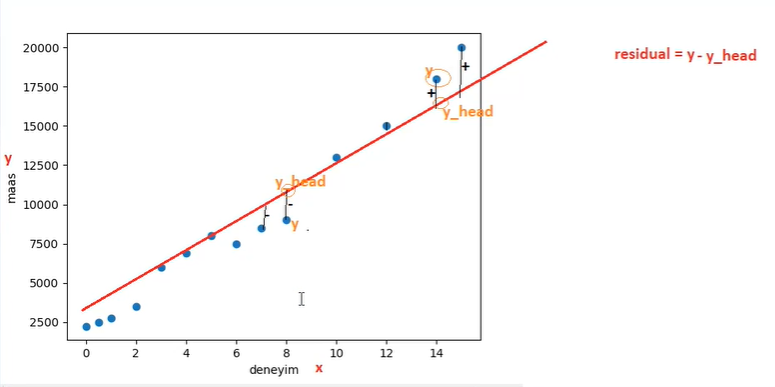 20000
17500
15000
12500
10000
7500
5000
2500
y
maas
0 2 4 6 8 10 12 14
deneyim x
y
+
+
y_head
y_head
-
-
y
residual = y - y_head